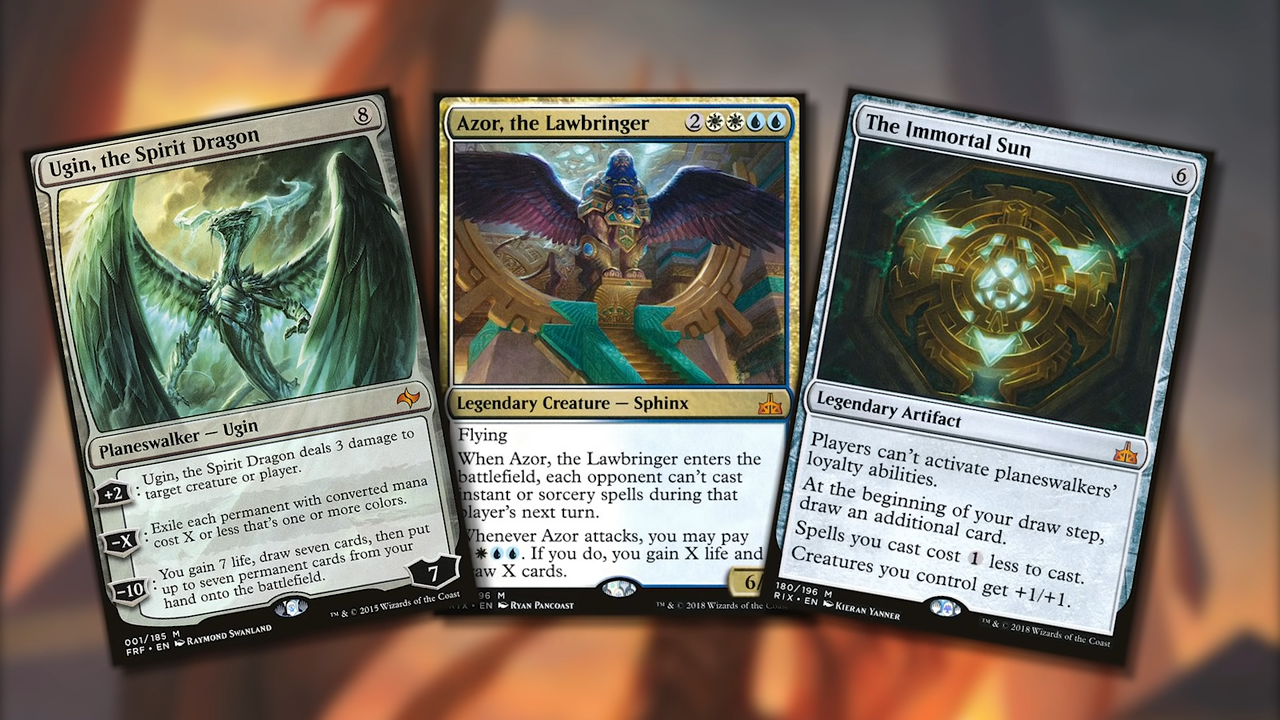 Ugin, the Spirit Dragon 8
Planeswalker — Ugin
+2 : Ugin, the Spirit Dragon deals 3 damage to
target creature or player.
−X : Exile each permanent with converted mana
cost X or less that's one or more colors.
−10 : You gain 7 life, draw seven cards, then put
up to seven permanent cards from your
hand onto the battlefield.
7
001/185 M
FRF • EN RAYMOND SWANLAND
™ & © 2015 Wizards of the Coast
Azor, the Lawbringer 2
Legendary Creature — Sphinx
Flying
When Azor, the Lawbringer enters the
battlefield, each opponent can't cast
instant or sorcery spells during that
player's next turn.
Whenever Azor attacks, you may pay
. If you do, you gain X life and
aw X cards.
6/
96 M
RIX • EN RYAN PANCOAST
™ & © 2018 Wizards of the Co
The Immortal Sun 6
Legendary Artifact
Players can't activate planeswalkers'
loyalty abilities.
At the beginning of your draw step,
draw an additional card.
Spells you cast cost 1 less to cast.
Creatures you control get +1/+1.
180/196 M
RIX • EN KIERAN YANNER
™ & © 2018 Wizards of the Coast